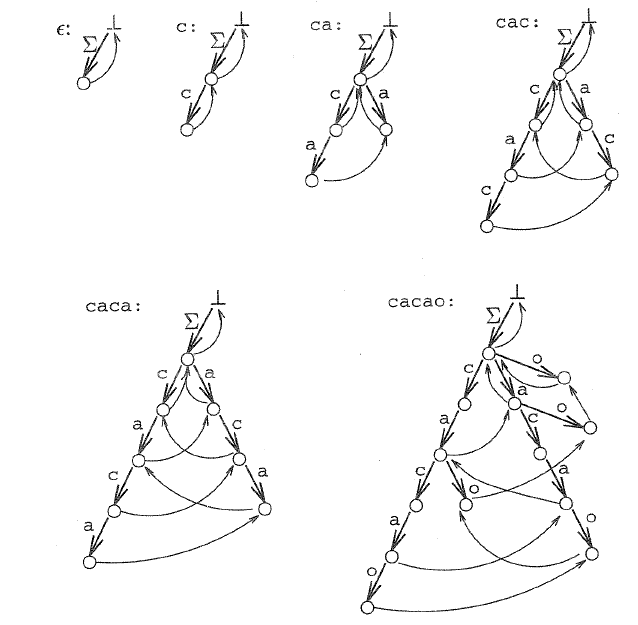 ϵ: ⊥
Σ
c: ⊥
Σ
c
ca: ⊥
Σ
c a
a
cac: ⊥
Σ
c a
a c
c
caca: ⊥
Σ
c a
a c
c a
a
cacao: ⊥
Σ
o
c a o
a c
c o a
a o
o